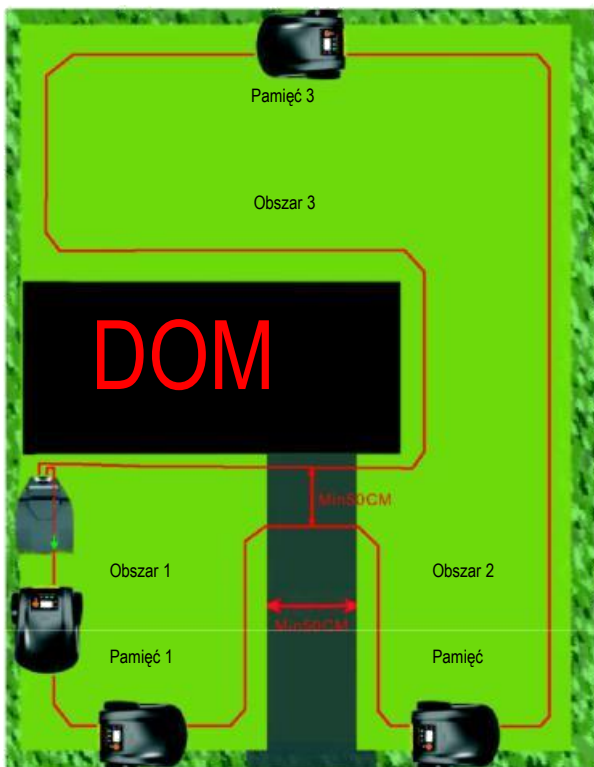 Pamięć 3
Obszar 3
DOM
Min50CM
Obszar 1
Obszar 2
Min50CM
Pamięć 1
Pamięć